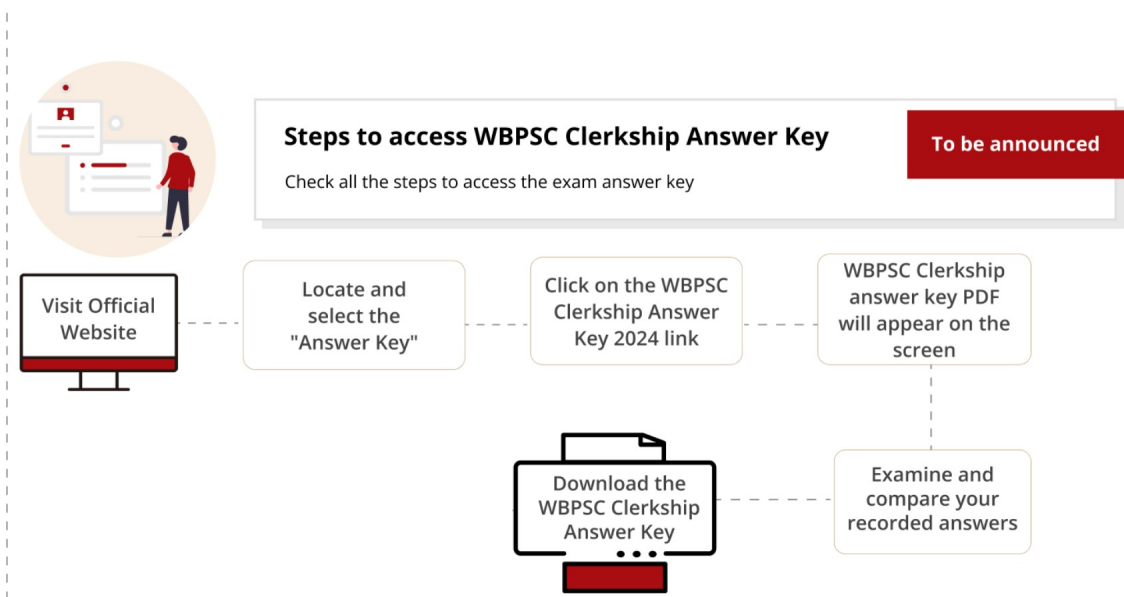 Steps to access WBPSC Clerkship Answer Key
To be announced
Check all the steps to access the exam answer key
Visit Official
Website
Locate and
select the
"Answer Key"
Click on the WBPSC
Clerkship Answer
Key 2024 link
WBPSC Clerkship
answer key PDF
will appear on the
screen
Examine and
compare your
recorded answers
Download the
WBPSC Clerkship
Answer Key